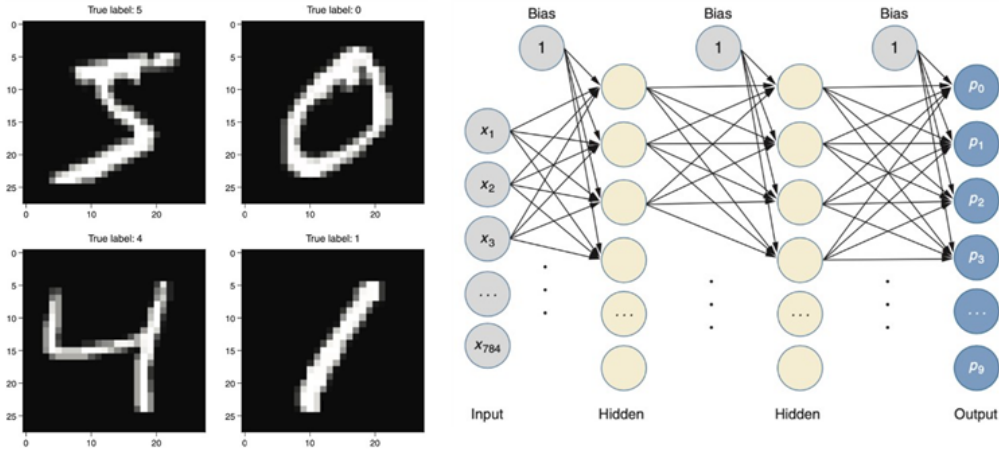 True label: 5
True label: 0
0
5
10
15
20
25
0
10
20
0
5
10
15
20
25
0
10
20
True label: 4
True label: 1
0
5
10
15
20
25
0
10
20
0
5
10
15
20
25
0
10
20
Bias
Bias
Bias
1
1
1
x1
x2
x3
...
x784
...
...
p0
p1
p2
p3
...
p9
Input
Hidden
Hidden
Output